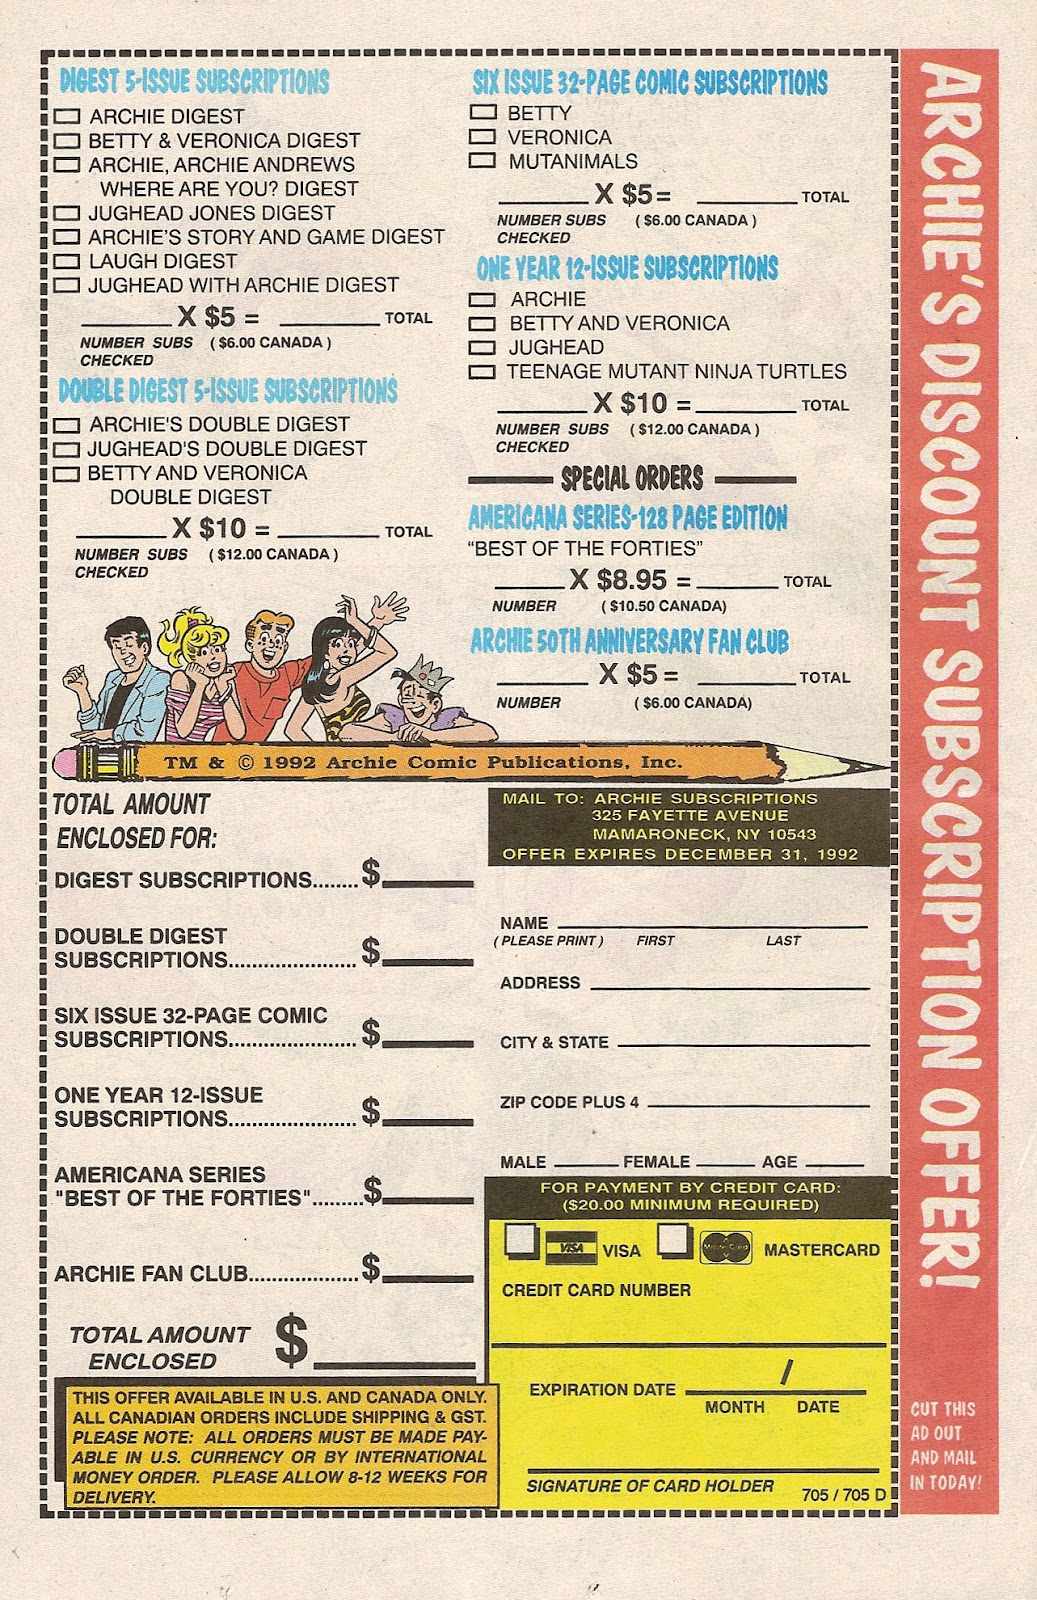 DIGEST 5-ISSUE SUBSCRIPTIONS
ARCHIE DIGEST
BETTY & VERONICA DIGEST
ARCHIE, ARCHIE ANDREWS
WHERE ARE YOU? DIGEST
JUGHEAD JONES DIGEST
ARCHIE'S STORY AND GAME DIGEST
LAUGH DIGEST
JUGHEAD WITH ARCHIE DIGEST
X $5 = TOTAL
NUMBER SUBS ( $6.00 CANADA )
CHECKED
DOUBLE DIGEST 5-ISSUE SUBSCRIPTIONS
ARCHIE'S DOUBLE DIGEST
JUGHEAD'S DOUBLE DIGEST
BETTY AND VERONICA
DOUBLE DIGEST
X $10 = TOTAL
NUMBER SUBS ( $12.00 CANADA )
CHECKED
SIX ISSUE 32-PAGE COMIC SUBSCRIPTIONS
BETTY
VERONICA
MUTANIMALS
X $5 = TOTAL
NUMBER SUBS ( $6.00 CANADA )
CHECKED
ONE YEAR 12-ISSUE SUBSCRIPTIONS
ARCHIE
BETTY AND VERONICA
JUGHEAD
TEENAGE MUTANT NINJA TURTLES
X $10 = TOTAL
NUMBER SUBS ( $12.00 CANADA )
CHECKED
SPECIAL ORDERS
AMERICANA SERIES-128 PAGE EDITION
"BEST OF THE FORTIES"
X $8.95 = TOTAL
NUMBER ( $10.50 CANADA)
ARCHIE 50TH ANNIVERSARY FAN CLUB
X $5 = TOTAL
NUMBER ( $6.00 CANADA)
TM & © 1992 Archie Comic Publications, Inc.
TOTAL AMOUNT
ENCLOSED FOR:
DIGEST SUBSCRIPTIONS........ $
DOUBLE DIGEST
SUBSCRIPTIONS...................... $
SIX ISSUE 32-PAGE COMIC
SUBSCRIPTIONS...................... $
ONE YEAR 12-ISSUE
SUBSCRIPTIONS...................... $
AMERICANA SERIES
"BEST OF THE FORTIES"......... $
ARCHIE FAN CLUB................... $
TOTAL AMOUNT $
ENCLOSED
THIS OFFER AVAILABLE IN U.S. AND CANADA ONLY.
ALL CANADIAN ORDERS INCLUDE SHIPPING & GST.
PLEASE NOTE: ALL ORDERS MUST BE MADE PAY-
ABLE IN U.S. CURRENCY OR BY INTERNATIONAL
MONEY ORDER. PLEASE ALLOW 8-12 WEEKS FOR
DELIVERY.
MAIL TO: ARCHIE SUBSCRIPTIONS
325 FAYETTE AVENUE
MAMARONECK, NY 10543
OFFER EXPIRES DECEMBER 31, 1992
NAME
( PLEASE PRINT ) FIRST LAST
ADDRESS
CITY & STATE
ZIP CODE PLUS 4
MALE FEMALE AGE
FOR PAYMENT BY CREDIT CARD:
($20.00 MINIMUM REQUIRED)
VISA VISA MasterCard MASTERCARD
CREDIT CARD NUMBER
EXPIRATION DATE /
MONTH DATE
SIGNATURE OF CARD HOLDER 705 / 705 D
ARCHIE'S DISCOUNT SUBSCRIPTION OFFER!
CUT THIS
AD OUT
AND MAIL
IN TODAY!